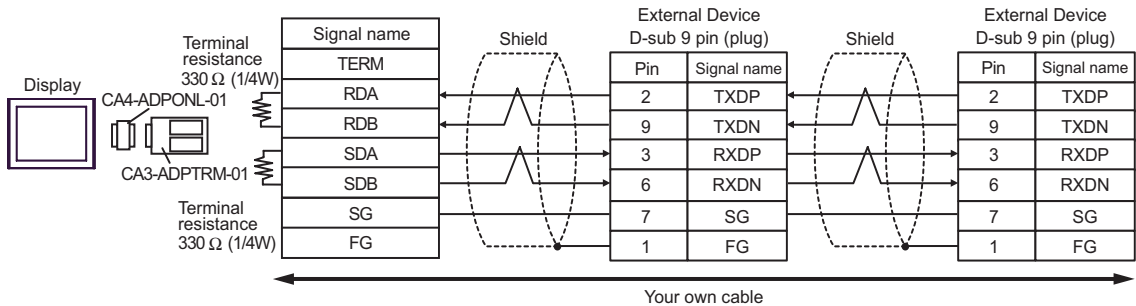 Display
CA4-ADPONL-01
CA3-ADPTRM-01
Terminal
resistance
330 Ω (1/4W)
Terminal
resistance
330 Ω (1/4W)
Signal name
TERM
RDA
RDB
SDA
SDB
SG
FG
Shield
External Device
D-sub 9 pin (plug)
Pin Signal name
2 TXDP
9 TXDN
3 RXDP
6 RXDN
7 SG
1 FG
Shield
External Device
D-sub 9 pin (plug)
Pin Signal name
2 TXDP
9 TXDN
3 RXDP
6 RXDN
7 SG
1 FG
Your own cable